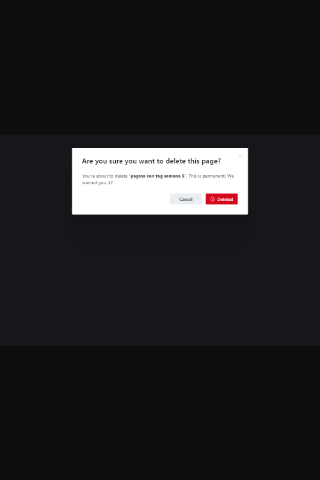 Are you sure you want to delete this page?
You're about to delete "pagina con tag semana 5". This is permanent! We
warned you, k?
Cancel
Deleted